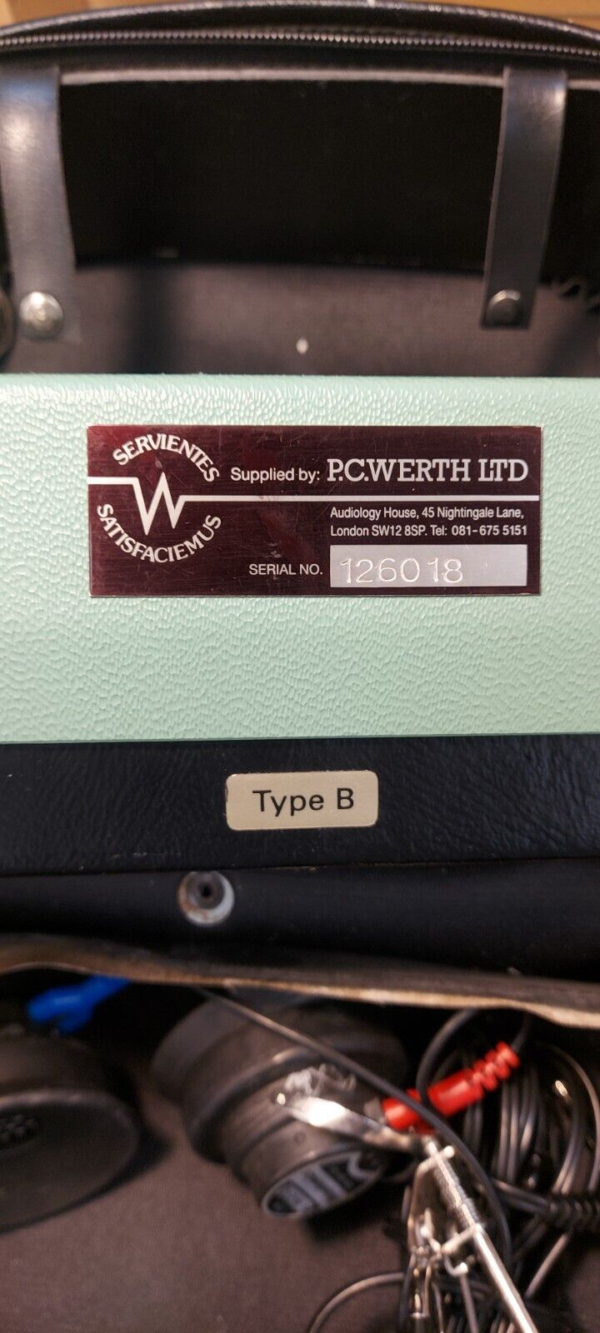 SERVIENTES
W
SATISFACIEMUS
Supplied by: P.C.WERTH LTD
Audiology House, 45 Nightingale Lane,
London SW12 8SP. Tel: 081-675 5151
SERIAL NO. 126018
Type B